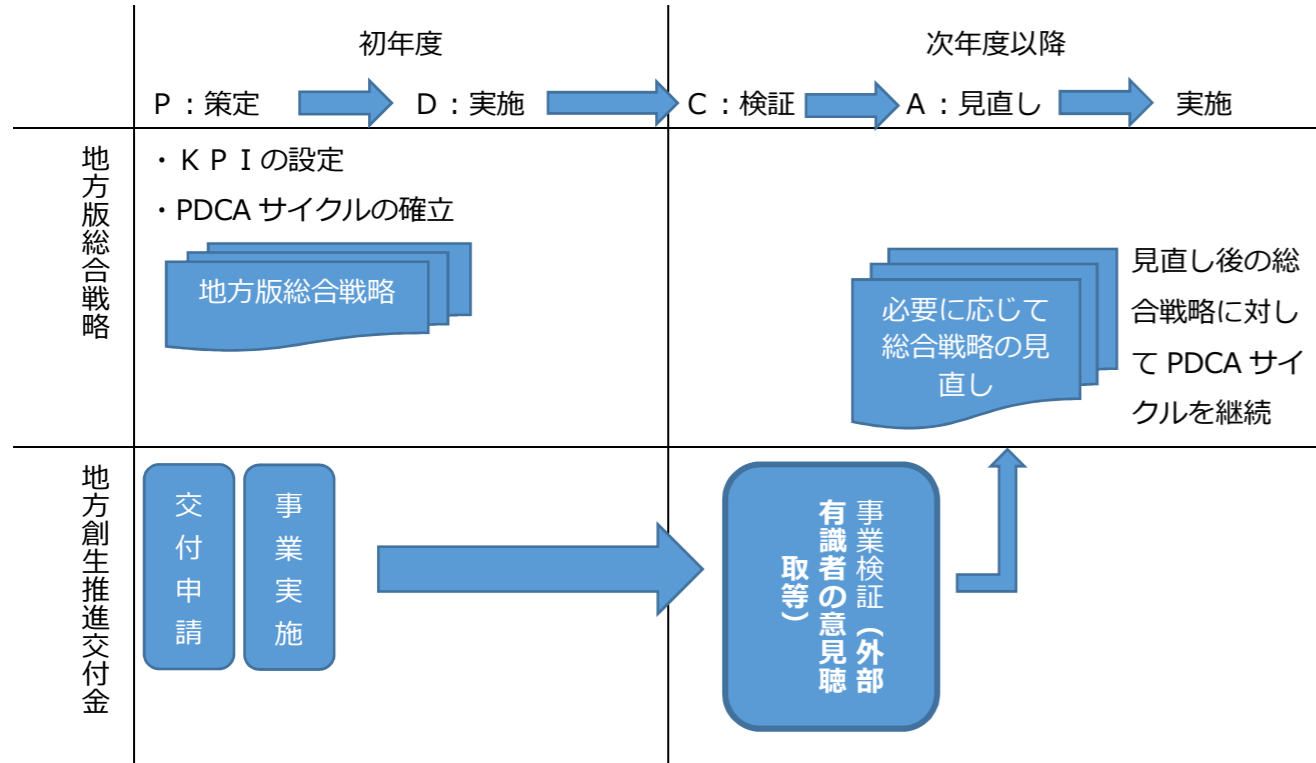 初年度
次年度以降
P:策定
D:実施
C:検証
A:見直し
実施
地方版総合戦略
・KPIの設定
・PDCA サイクルの確立
地方版総合戦略
必要に応じて
総合戦略の見
直し
見直し後の総
合戦略に対し
て PDCA サイ
クルを継続
地方創生推進交付金
交付申請
事業実施
事業検証(外部
有識者の意見聴
取等)